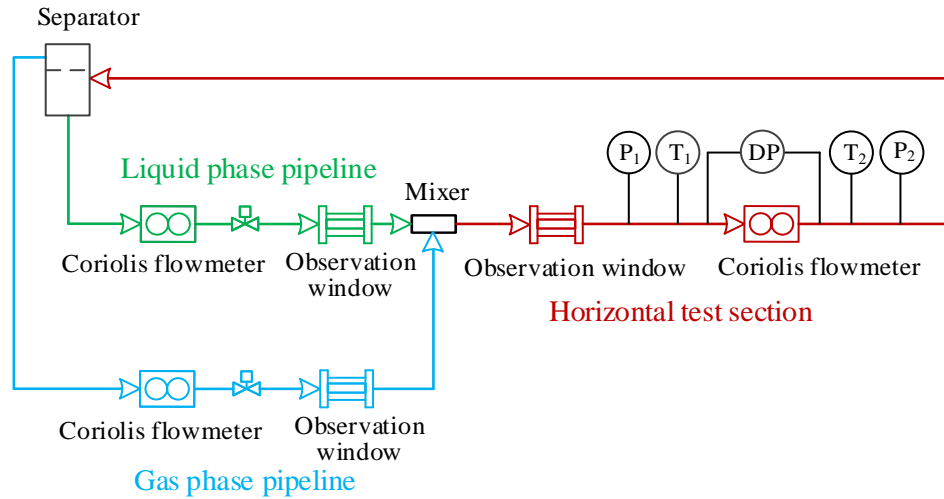 Separator
P1
T1
DP
T2
P2
Liquid phase pipeline
Mixer
Coriolis flowmeter
Observation
window
Observation window
Coriolis flowmeter
Horizontal test section
Coriolis flowmeter
Observation
window
Gas phase pipeline